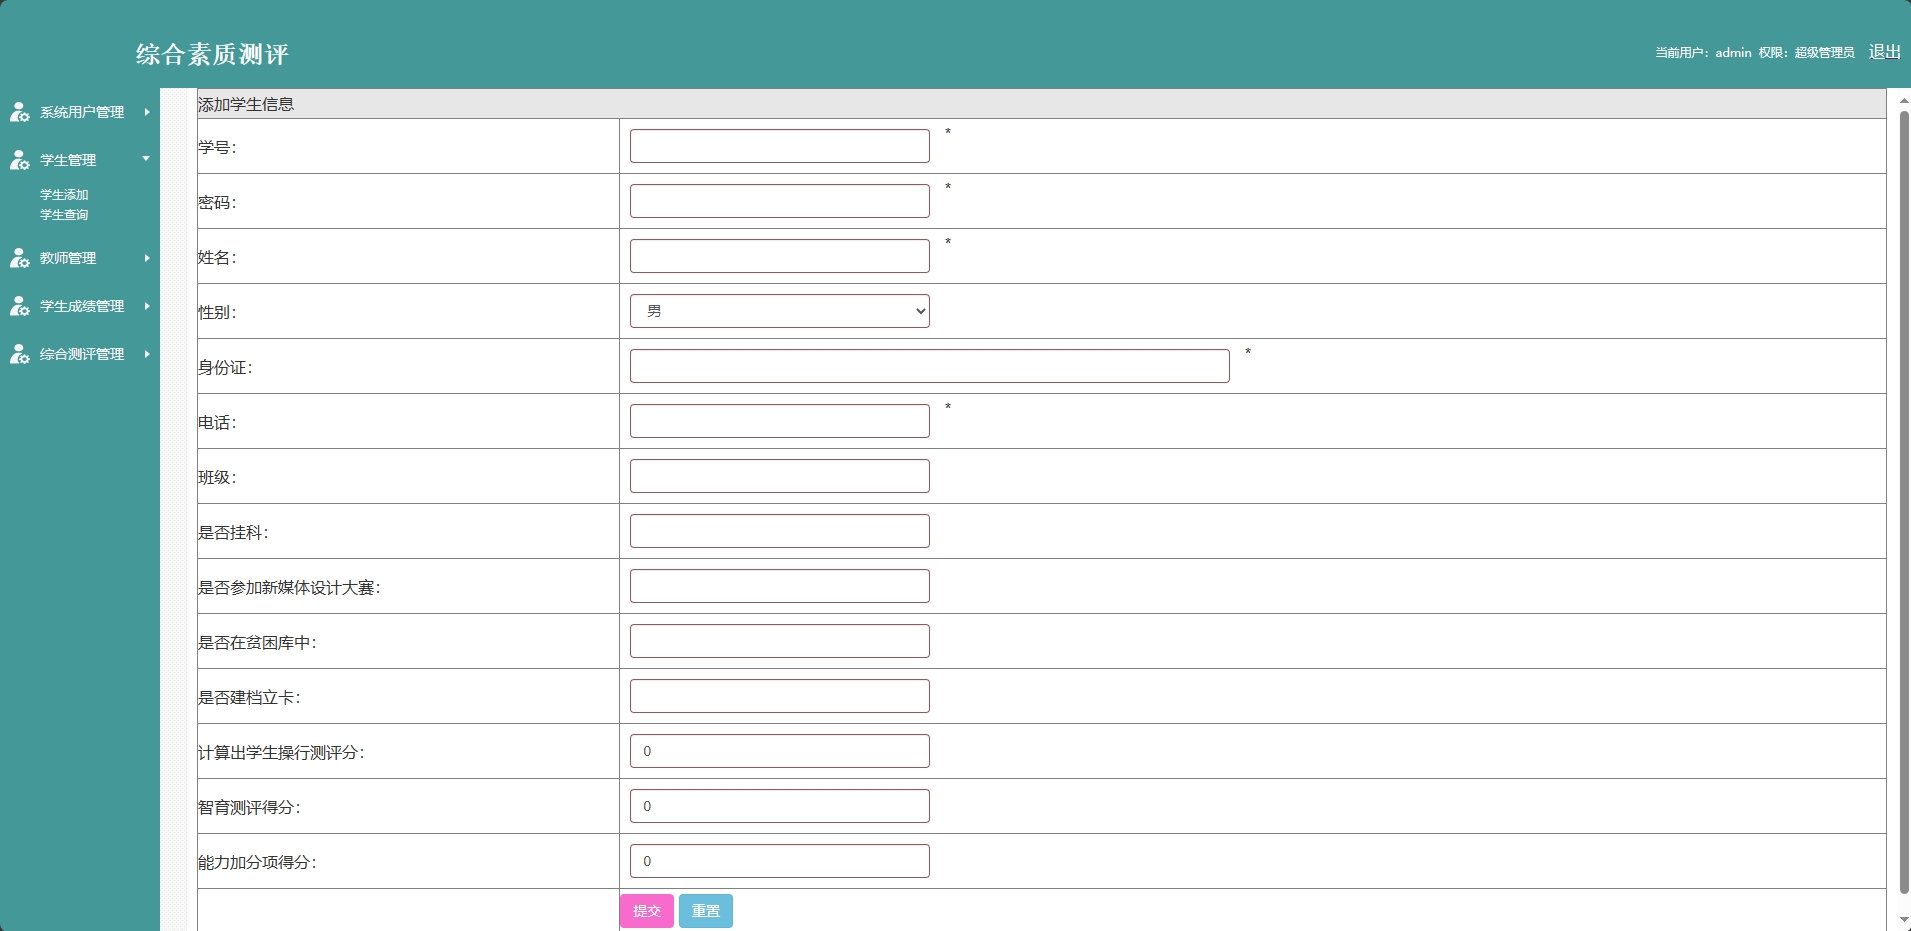 综合素质测评
当前用户：admin 权限：超级管理员 退出
系统用户管理
学生管理
学生添加
学生查询
教师管理
学生成绩管理
综合测评管理
添加学生信息
学号： *
密码： *
姓名： *
性别： 男
身份证： *
电话： *
班级：
是否挂科：
是否参加新媒体设计大赛：
是否在贫困库中：
是否建档立卡：
计算出学生操行测评分： 0
智育测评得分： 0
能力加分项得分： 0
提交 重置